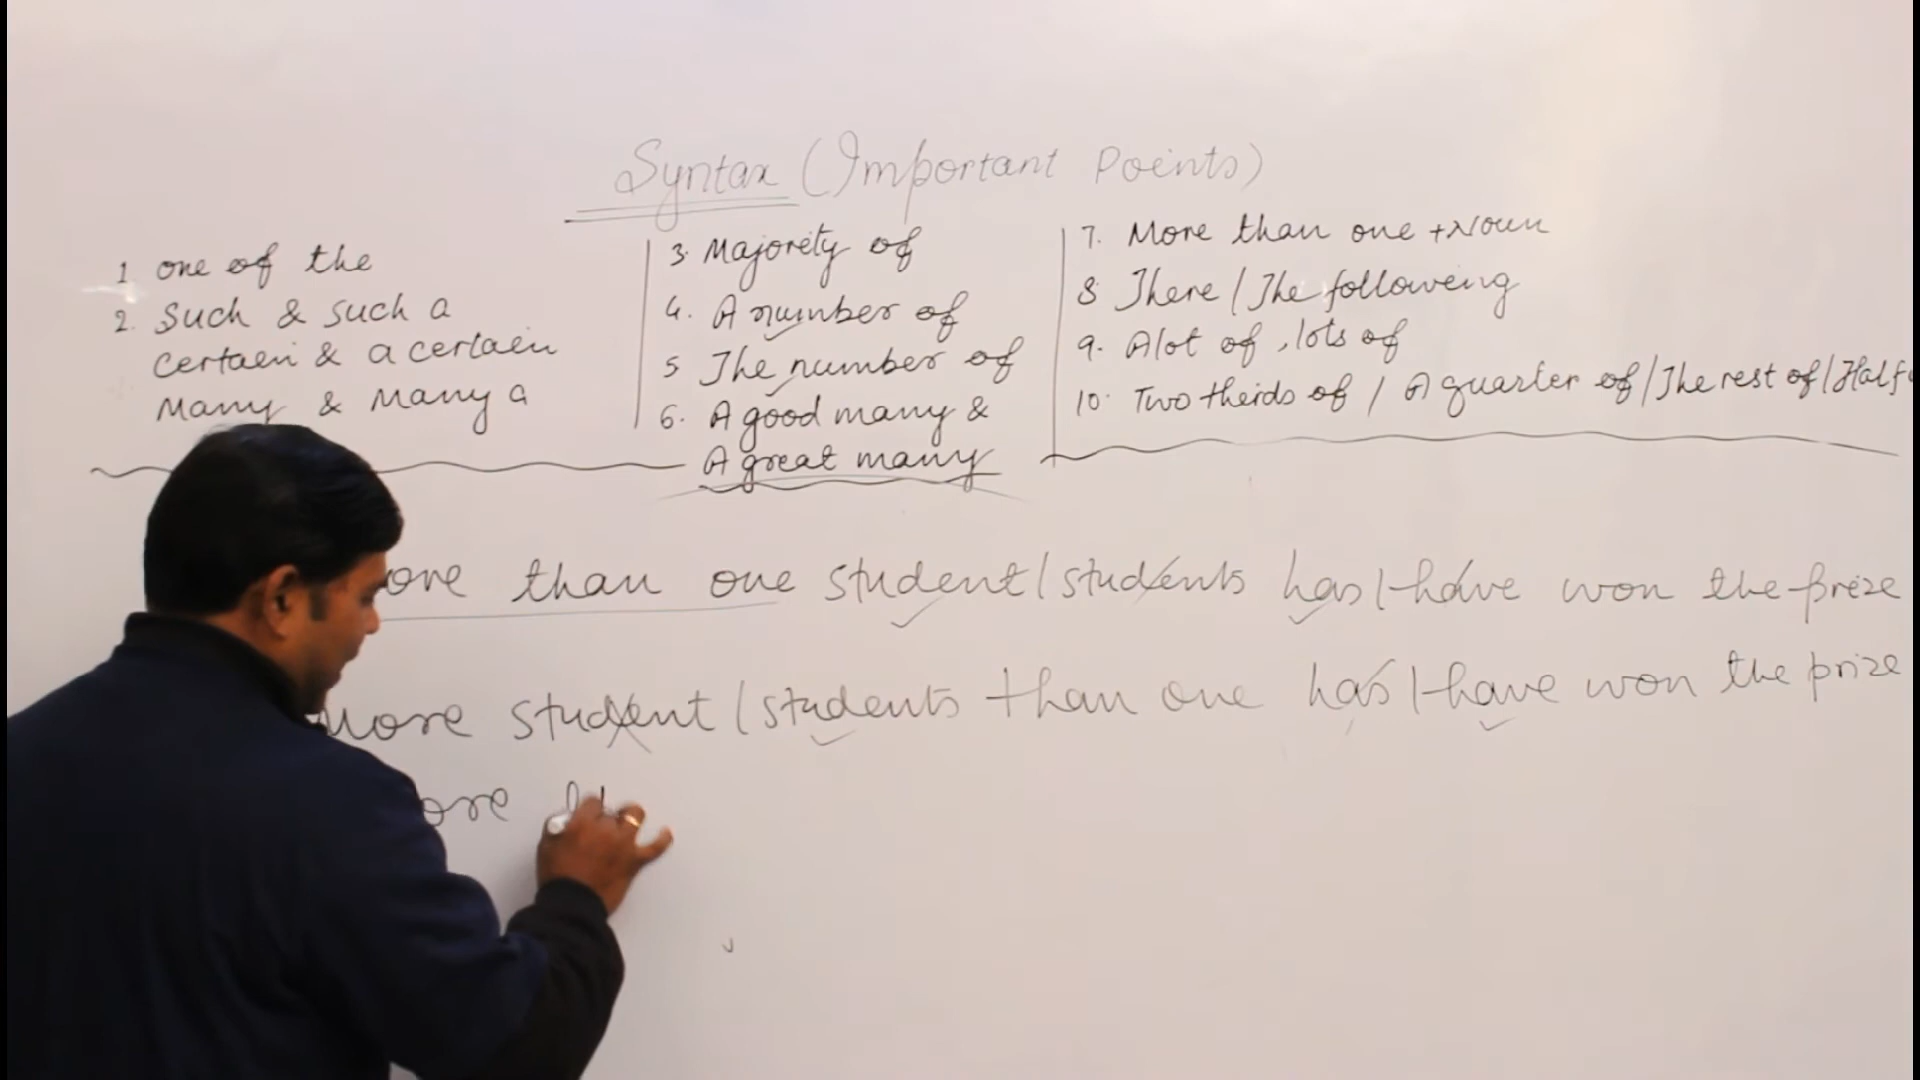 Syntax (Important Points)
1. one of the
2. Such & such a
Certain & a certain
Many & Many a
3. Majority of
4. A number of
5. The number of
6. A good many &
A great many
7. More than one + Noun
8. There / The following
9. A lot of, lots of
10. Two thirds of / A quarter of / The rest of / Half
ore than one student / students has / have won the prize
More student / students than one has / have won the prize
ore